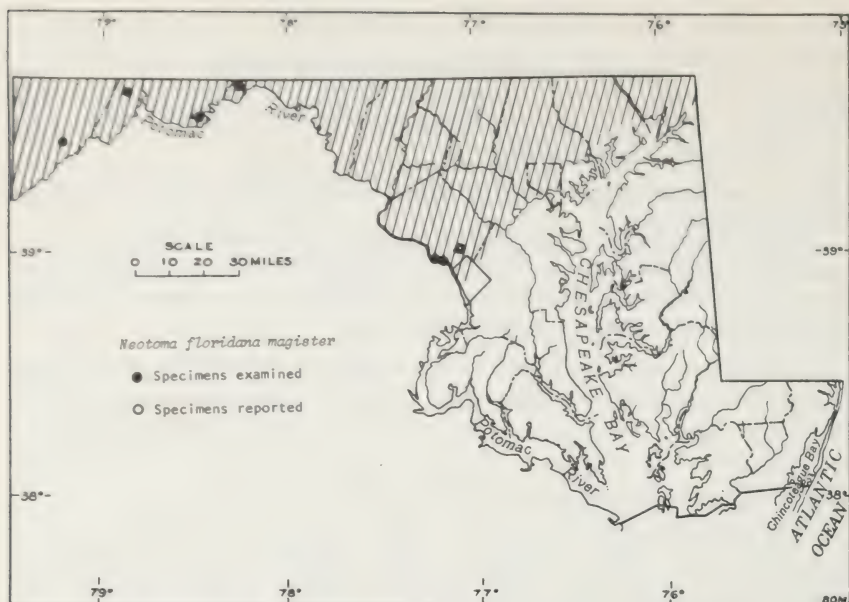 79° 78° 77° 76° 75
Potomac River
39° 39°
SCALE
0 10 20 30 MILES
CHESAPEAKE BAY
Neotoma floridana magister
● Specimens examined
○ Specimens reported
Potomac River
38° 38°
Chincoteague Bay
ATLANTIC OCEAN
79° 78° 77° 76° 80M